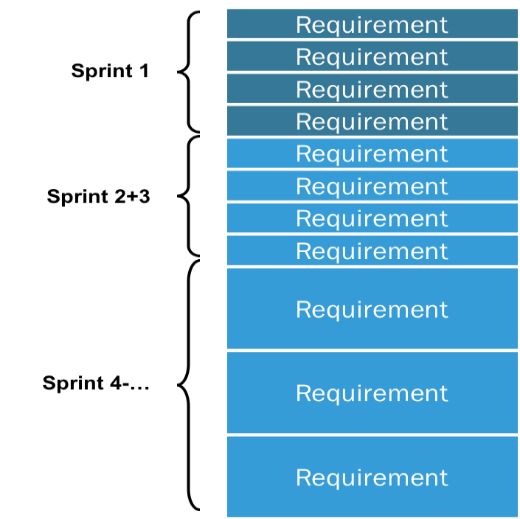 Requirement
Sprint 1
Requirement
Requirement
Requirement
Requirement
Sprint 2+3
Requirement
Requirement
Requirement
Requirement
Sprint 4-...
Requirement
Requirement